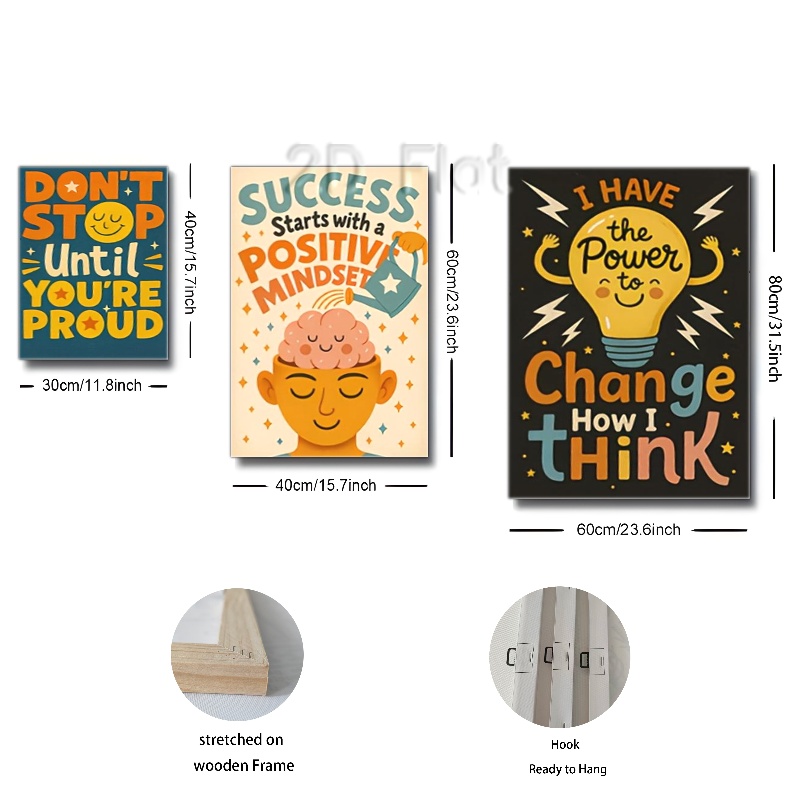 2D Flat
DON'T
STOP
Until
YOU'RE
PROUD
40cm/15.7inch
30cm/11.8inch
SUCCESS
Starts with a
POSITIVE
MINDSET
60cm/23.6inch
40cm/15.7inch
I HAVE
the
Power
to
Change
How I
tHiNK
80cm/31.5inch
60cm/23.6inch
stretched on
wooden Frame
Hook
Ready to Hang